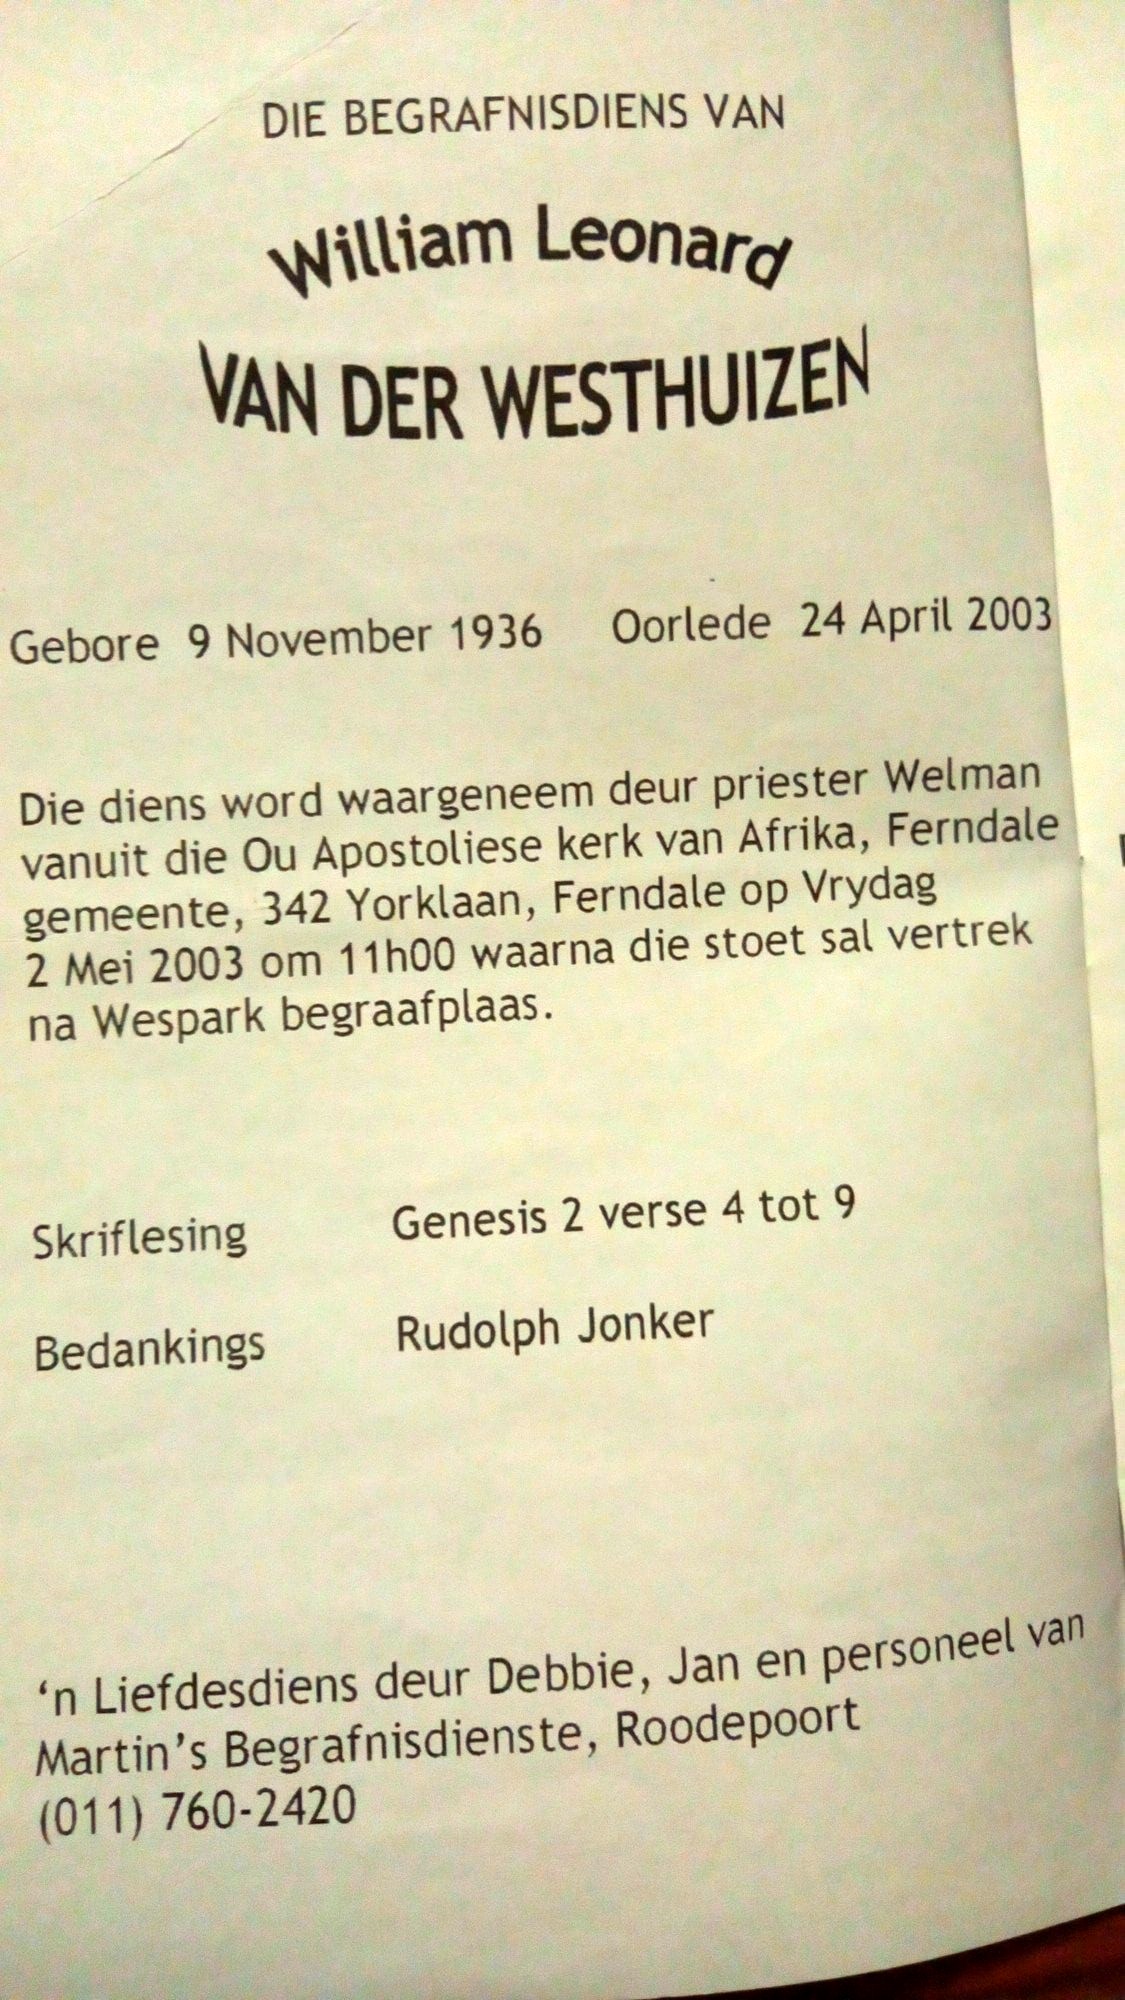 DIE BEGRAFNISDIENS VAN
William Leonard
VAN DER WESTHUIZEN
Gebore 9 November 1936 Oorlede 24 April 2003
Die diens word waargeneem deur priester Welman
vanuit die Ou Apostoliese kerk van Afrika, Ferndale
gemeente, 342 Yorklaan, Ferndale op Vrydag
2 Mei 2003 om 11h00 waarna die stoet sal vertrek
na Wespark begraafplaas.
Skriflesing Genesis 2 verse 4 tot 9
Bedankings Rudolph Jonker
‘n Liefdesdiens deur Debbie, Jan en personeel van
Martin’s Begrafnisdienste, Roodepoort
(011) 760-2420